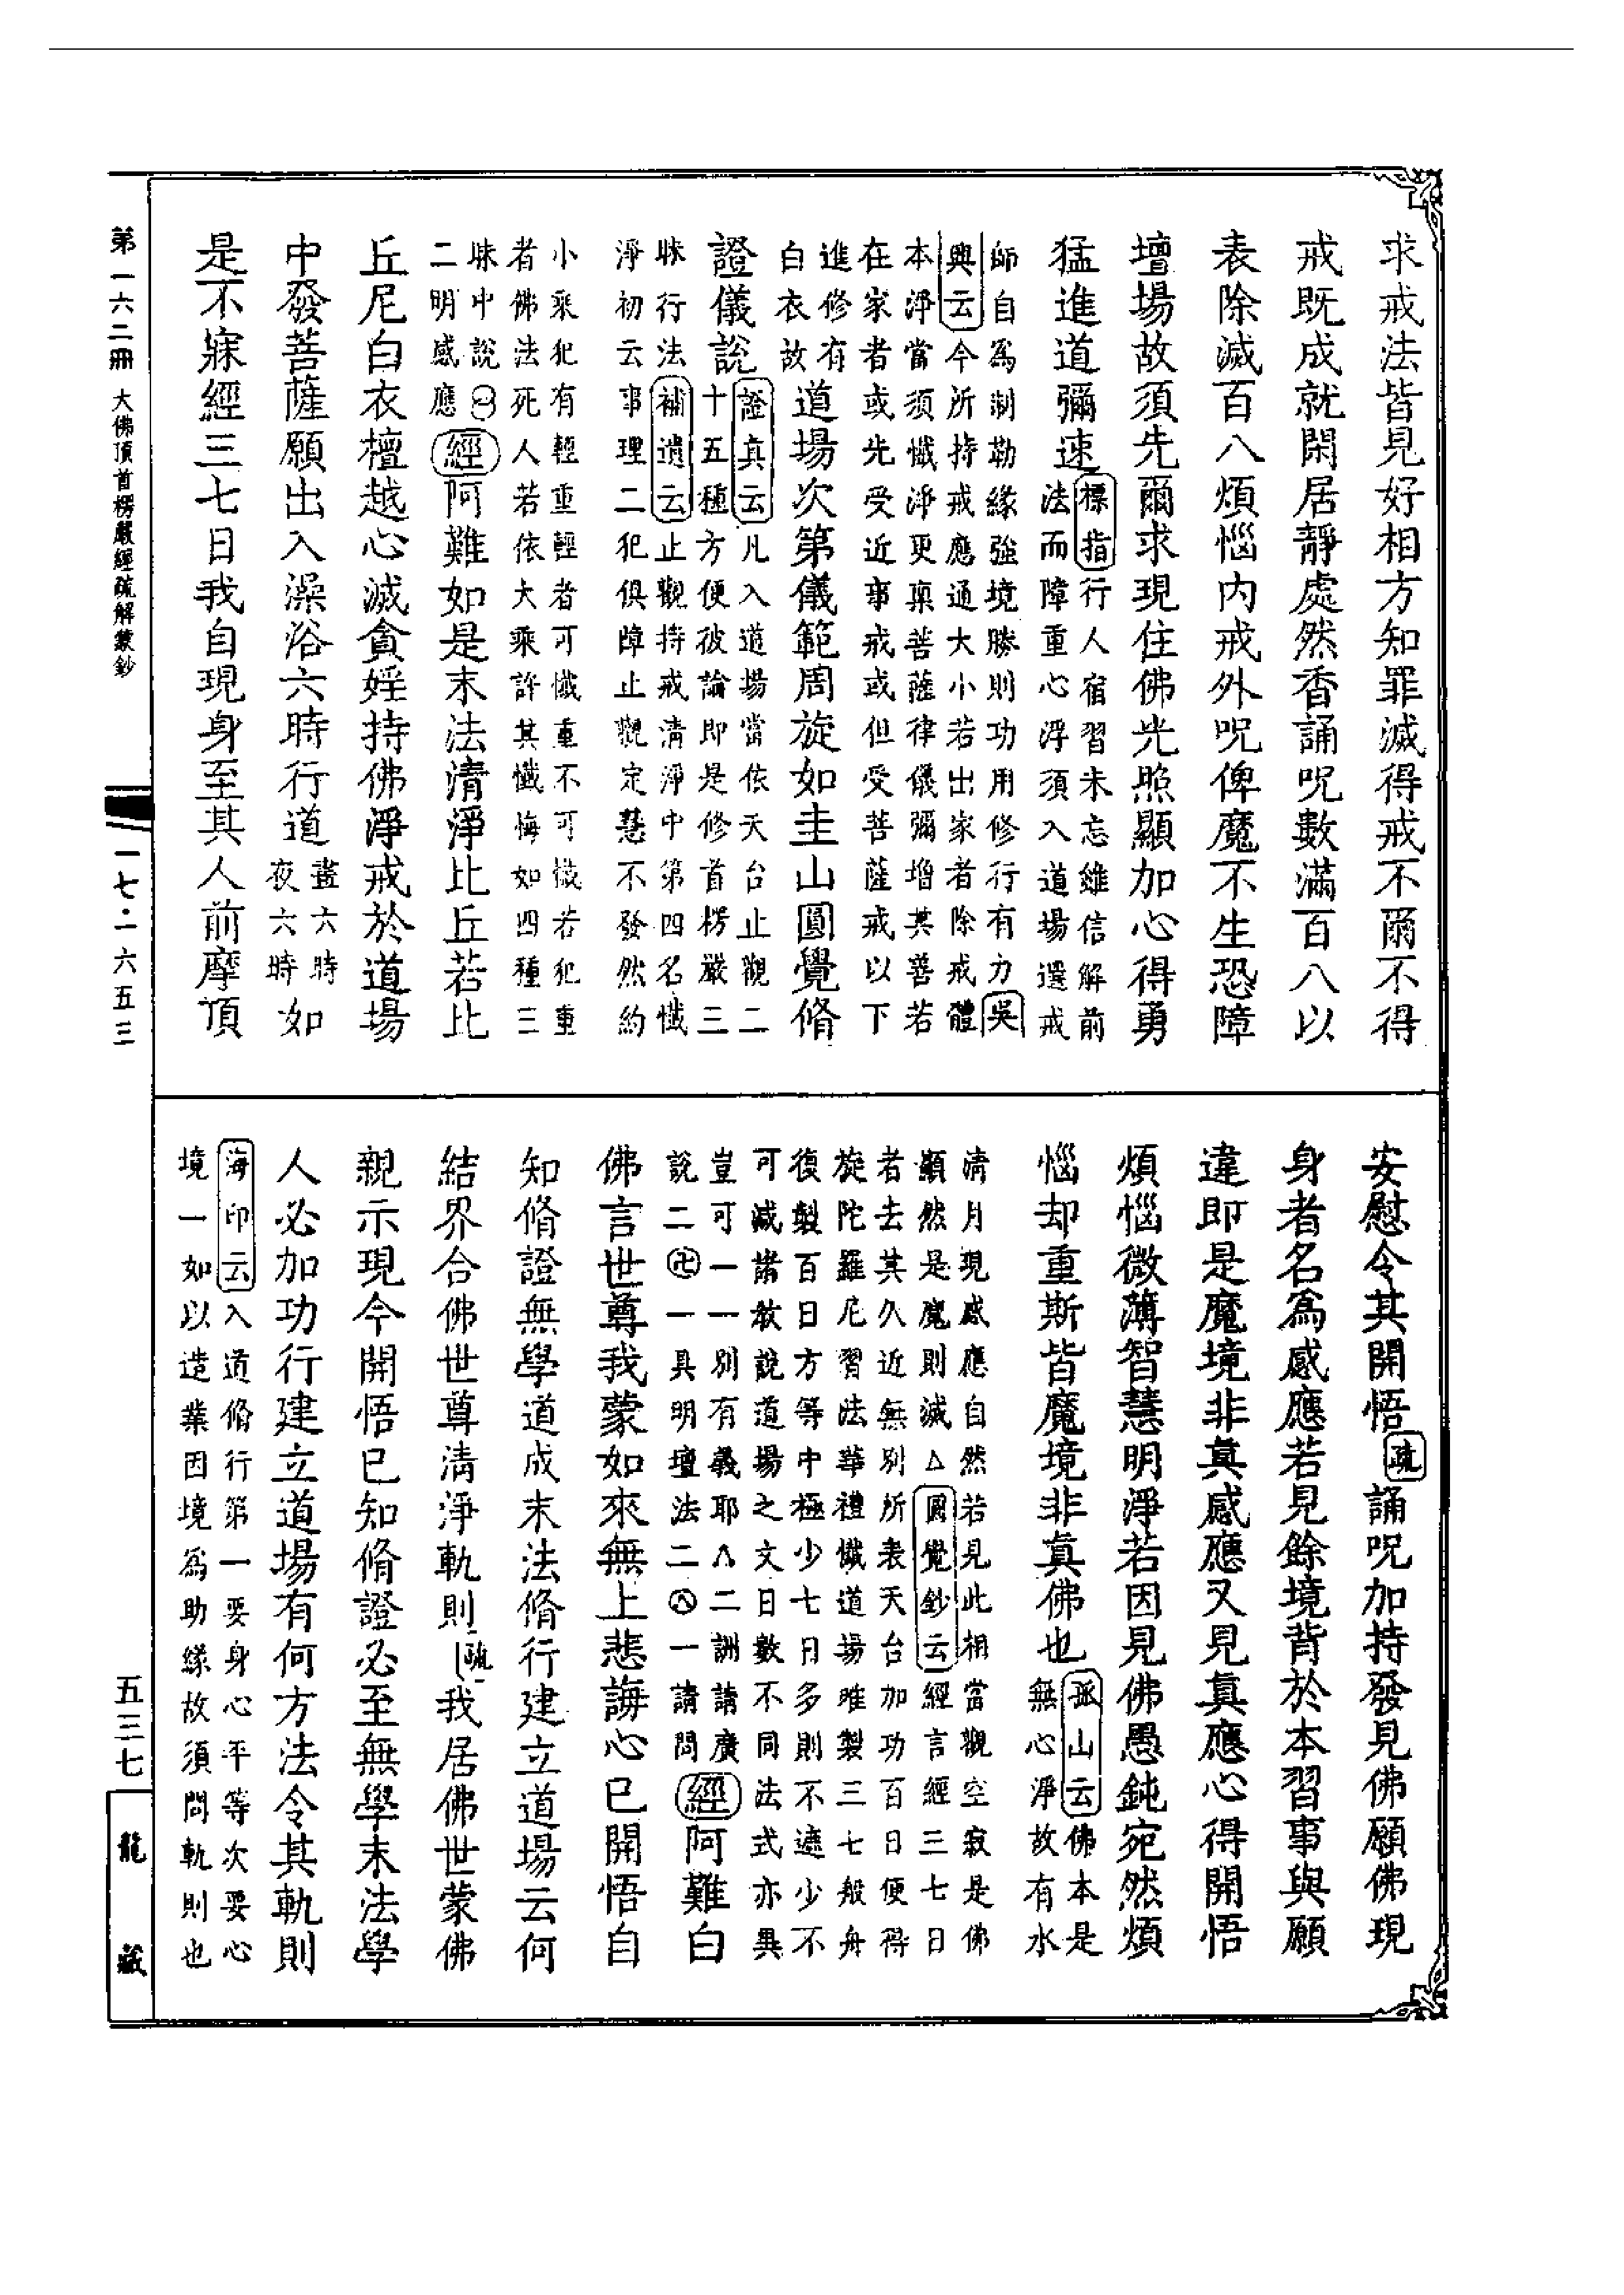 求戒法皆見好相方知罪滅得戒不爾不得
戒既成就閑居靜處然香誦呪數滿百八以
表除滅百八煩惱內戒外呪俾魔不生恐障
壇場故須先爾求現住佛光照顯加心得勇
猛進道彌速
標指行人宿習未忘維信解前
法而障重心浮須入道場還戒
師自為制勒緣強境勝則功用修行有力吳
興云今所持戒應通大小若出家者除戒體
本淨當須懺淨更稟菩薩律儀彌增其善若
在家者或先受近事戒或但受菩薩戒以下
進修有
白衣故
道場次第儀範周旋如圭山圓覺脩
證儀說
證真云凡入道場當依天台止觀二
十五種方便彼論即是修首楞嚴三
昧行法補遺云止觀持戒清淨中第四名懺
淨初云事理二犯俱障止觀定慧不發然約
小乘犯有輕重輕者可懺重不可懺若犯重
者佛法死人若依大乘許其懺悔如四種三
昧中說㊀
二明感應
經阿難如是末法清淨比丘若比
丘尼白衣檀越心滅貪婬持佛淨戒於道場
中發菩薩願出入澡浴六時行道
晝六時
夜六時
如
是不寐經三七日我自現身至其人前摩頂
安慰令其開悟疏誦呪加持發見佛願佛現
身者名為感應若見餘境背於本習事與願
違即是魔境非真感應又見真應心得開悟
煩惱微薄智慧明淨若因見佛愚鈍宛然煩
惱却重斯皆魔境非真佛也
孤山云佛本是
無心淨故有水
清月現感應自然若見此相當觀空寂是佛
顯然是魔則滅△圓覺鈔云經言經三七日
者去其久近無別所表天台加功百日便得
旋陀羅尼習法華禮懺道場唯製三七般舟
復製百日方等中極少七日多則不遮少不
可減諸教說道場之文日數不同法式亦異
豈可一一別有義耶△二詶請廣
說二㊉一具明壇法二㊇一請問
經阿難白
佛言世尊我蒙如來無上悲誨心已開悟自
知脩證無學道成末法脩行建立道場云何
結界合佛世尊清淨軌則疏我居佛世蒙佛
親示現今開悟已知脩證必至無學末法學
人必加功行建立道場有何方法令其軌則
海印云入道脩行第一要身心平等次要心
境一如以造業因境為助緣故須問軌則也
第一六二冊　大佛頂首楞嚴經疏解蒙鈔
一七二·六五三
五三七
龍藏